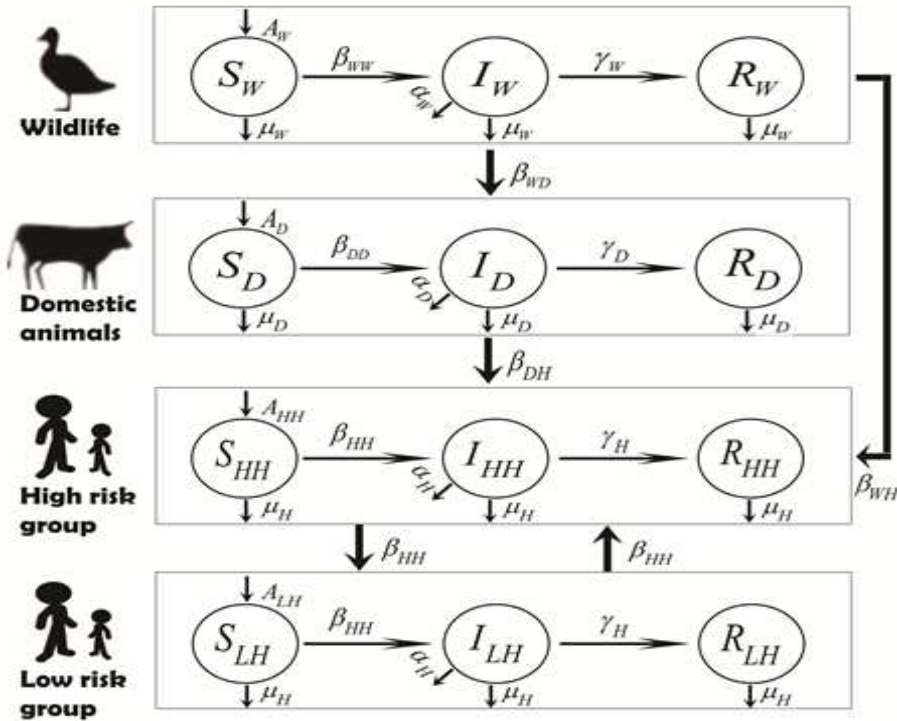 A_W
S_W β_WW I_W γ_W R_W
α_W
μ_W μ_W μ_W
Wildlife
β_WD
A_D
S_D β_DD I_D γ_D R_D
α_D
μ_D μ_D μ_D
Domestic
animals
β_DH
A_HH
S_HH β_HH I_HH γ_H R_HH
α_H
μ_H μ_H μ_H
β_WH
High risk
group
β_HH β_HH
A_LH
S_LH β_HH I_LH γ_H R_LH
α_H
μ_H μ_H μ_H
Low risk
group